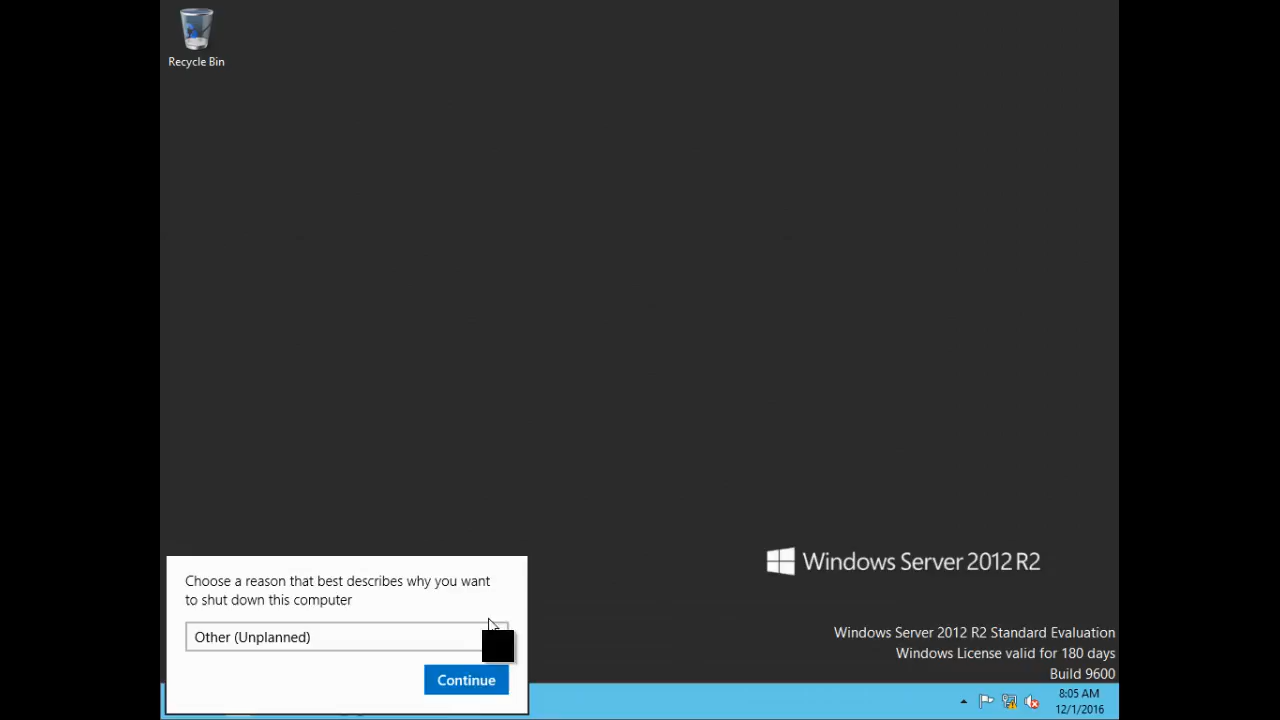 Recycle Bin
Windows Server 2012 R2
Choose a reason that best describes why you want
to shut down this computer
Other (Unplanned)
Continue
Windows Server 2012 R2 Standard Evaluation
Windows License valid for 180 days
Build 9600
8:05 AM
12/1/2016